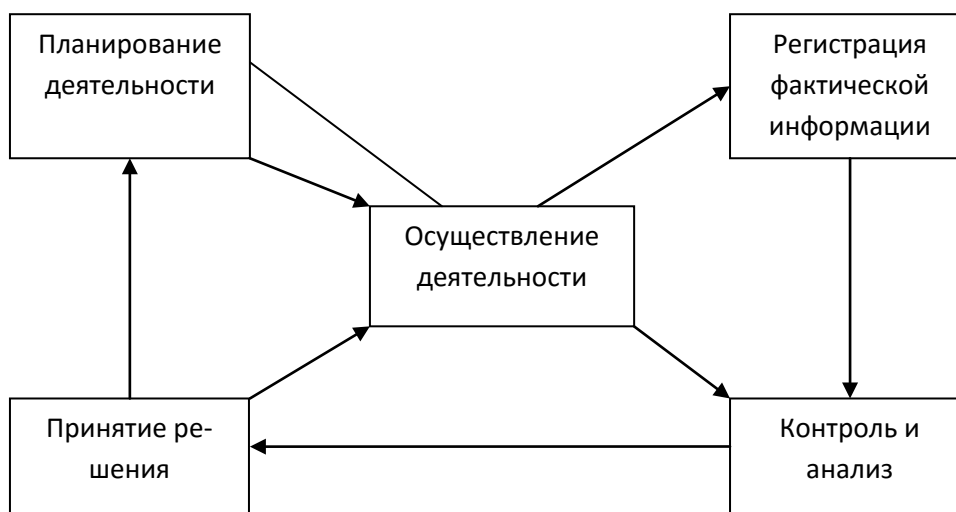 Планирование
деятельности
Регистрация
фактической
информации
Осуществление
деятельности
Принятие ре-
шения
Контроль и
анализ